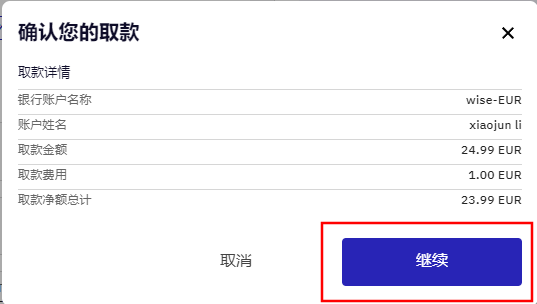 确认您的取款
×
取款详情
银行账户名称 wise-EUR
账户姓名 xiaojun li
取款金额 24.99 EUR
取款费用 1.00 EUR
取款净额总计 23.99 EUR
取消 继续